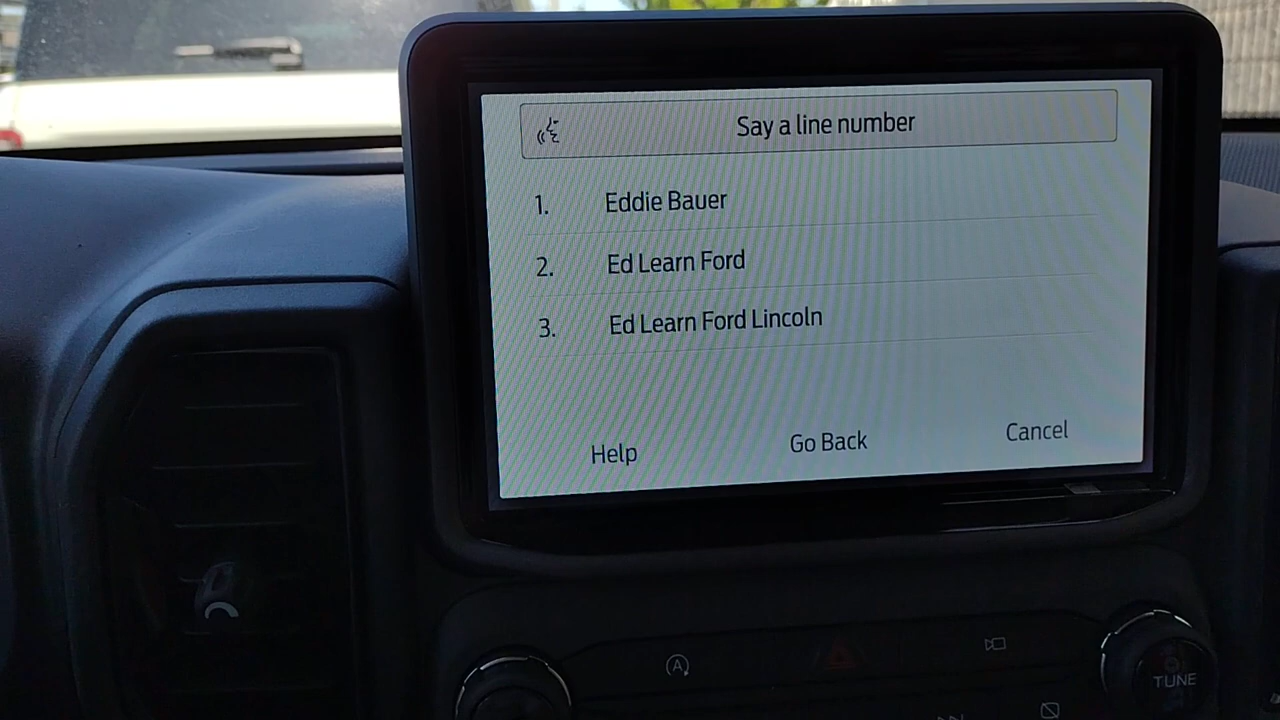 Say a line number
1. Eddie Bauer
2. Ed Learn Ford
3. Ed Learn Ford Lincoln
Help Go Back Cancel
A
TUNE